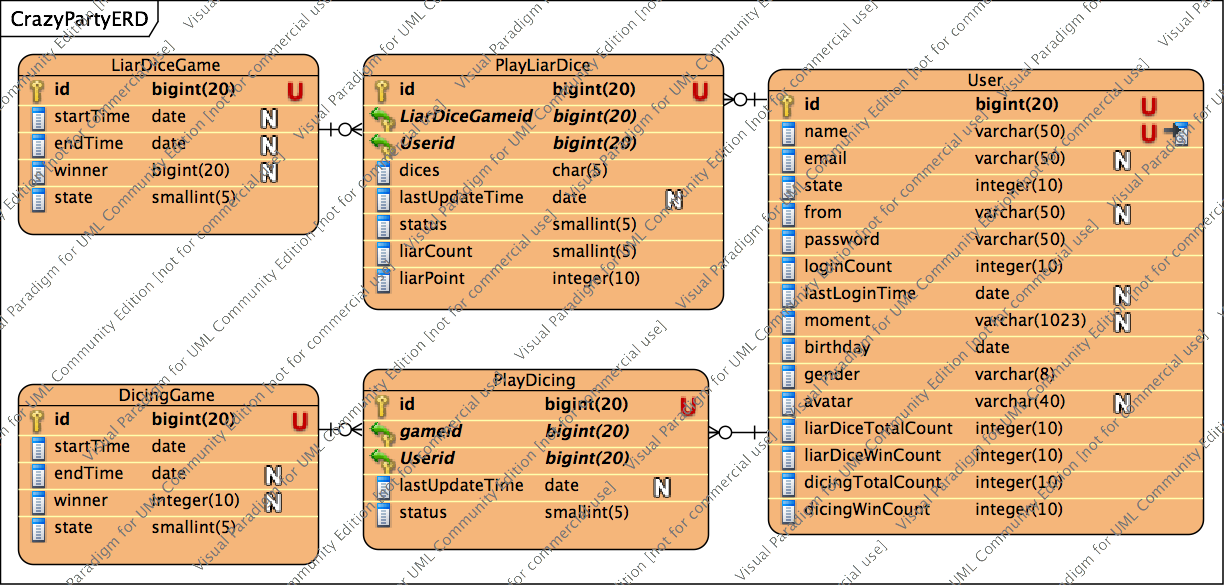 CrazyPartyERD
LiarDiceGame
id bigint(20) U
startTime date N
endTime date N
winner bigint(20) N
state smallint(5)
PlayLiarDice
id bigint(20) U
LiarDiceGameid bigint(20)
Userid bigint(20)
dices char(5)
lastUpdateTime date N
status smallint(5)
liarCount smallint(5)
liarPoint integer(10)
User
id bigint(20) U
name varchar(50) U
email varchar(50) N
state integer(10)
from varchar(50) N
password varchar(50)
loginCount integer(10)
lastLoginTime date N
moment varchar(1023) N
birthday date
gender varchar(8)
avatar varchar(40) N
liarDiceTotalCount integer(10)
liarDiceWinCount integer(10)
dicingTotalCount integer(10)
dicingWinCount integer(10)
DicingGame
id bigint(20) U
startTime date
endTime date N
winner integer(10) N
state smallint(5)
PlayDicing
id bigint(20) U
gameid bigint(20)
Userid bigint(20)
lastUpdateTime date N
status smallint(5)
Visual Paradigm for UML Community Edition [not for commercial use]